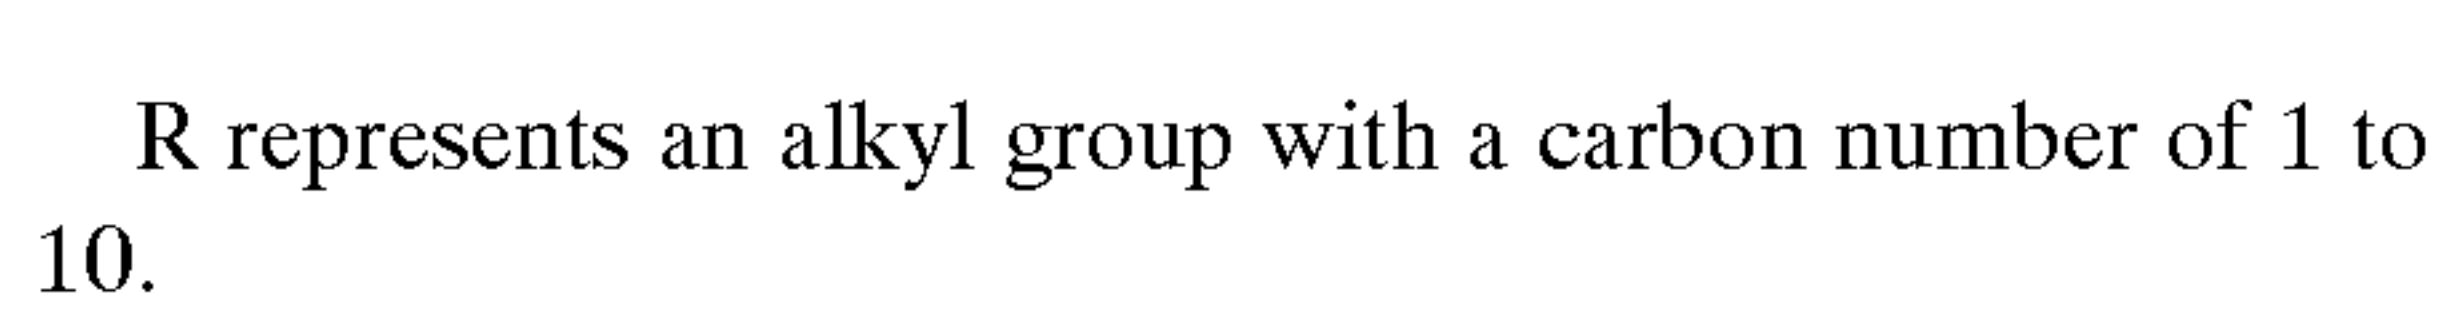 R represents an alkyl group with a carbon number of 1 to
10.